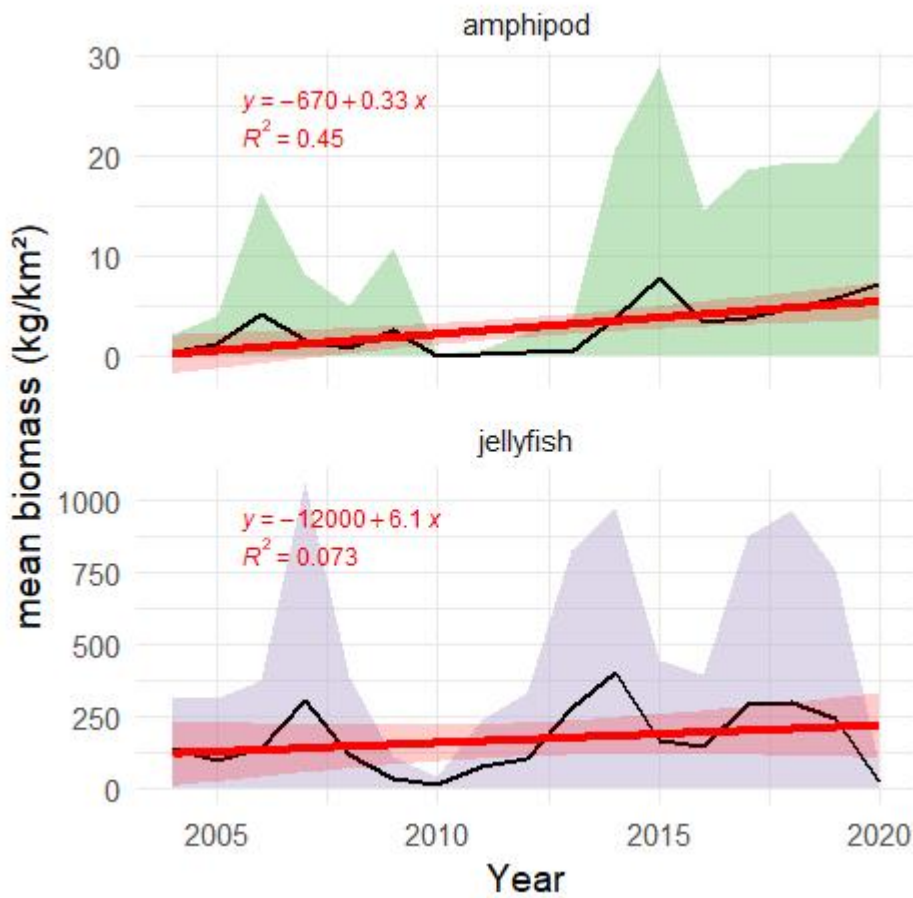 amphipod
30
20
10
0
y = −670 + 0.33 x
R² = 0.45
mean biomass (kg/km²)
jellyfish
1000
750
500
250
0
y = −12000 + 6.1 x
R² = 0.073
2005 2010 2015 2020
Year